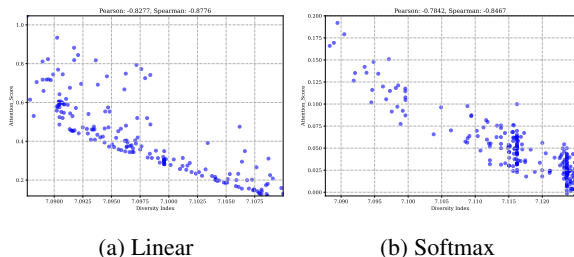 Pearson: -0.8277, Spearman: -0.8776
1.0
0.8
0.6
0.4
0.2
Attention_Score
7.0900 7.0925 7.0950 7.0975 7.1000 7.1025 7.1050 7.1075
Diversity Index
(a) Linear
Pearson: -0.7842, Spearman: -0.8467
0.200
0.175
0.150
0.125
0.100
0.075
0.050
0.025
0.000
Attention_Score
7.090 7.095 7.100 7.105 7.110 7.115 7.120
Diversity Index
(b) Softmax